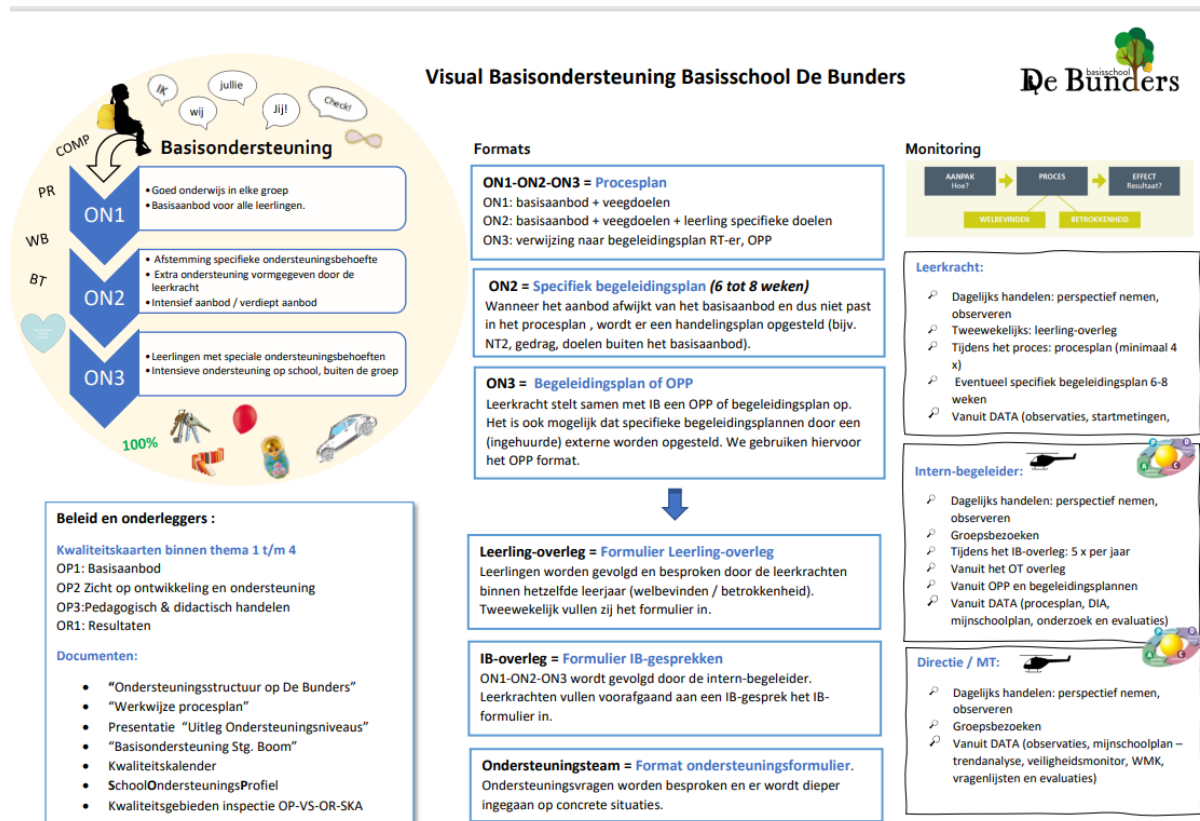 Visual Basisondersteuning Basisschool De Bunders
basisschool
De Bunders
IK
wij
jullie
Jij!
Check!
COMP
PR
WB
BT
Basisondersteuning
ON1
• Goed onderwijs in elke groep
• Basisaanbod voor alle leerlingen.
ON2
• Afstemming specifieke ondersteuningsbehoefte
• Extra ondersteuning vormgegeven door de
leerkracht
• Intensief aanbod / verdiept aanbod
ON3
• Leerlingen met speciale ondersteuningsbehoeften
• Intensieve ondersteuning op school, buiten de groep
100%
Beleid en onderleggers :
Kwaliteitskaarten binnen thema 1 t/m 4
OP1: Basisaanbod
OP2 Zicht op ontwikkeling en ondersteuning
OP3:Pedagogisch & didactisch handelen
OR1: Resultaten
Documenten:
• “Ondersteuningsstructuur op De Bunders”
• “Werkwijze procesplan”
• Presentatie “Uitleg Ondersteuningsniveaus”
• “Basisondersteuning Stg. Boom”
• Kwaliteitskalender
• SchoolOndersteuningsProfiel
• Kwaliteitsgebieden inspectie OP-VS-OR-SKA
Formats
ON1-ON2-ON3 = Procesplan
ON1: basisaanbod + veegdoelen
ON2: basisaanbod + veegdoelen + leerling specifieke doelen
ON3: verwijzing naar begeleidingsplan RT-er, OPP
ON2 = Specifiek begeleidingsplan (6 tot 8 weken)
Wanneer het aanbod afwijkt van het basisaanbod en dus niet past
in het procesplan , wordt er een handelingsplan opgesteld (bijv.
NT2, gedrag, doelen buiten het basisaanbod).
ON3 = Begeleidingsplan of OPP
Leerkracht stelt samen met IB een OPP of begeleidingsplan op.
Het is ook mogelijk dat specifieke begeleidingsplannen door een
(ingehuurde) externe worden opgesteld. We gebruiken hiervoor
het OPP format.
Leerling-overleg = Formulier Leerling-overleg
Leerlingen worden gevolgd en besproken door de leerkrachten
binnen hetzelfde leerjaar (welbevinden / betrokkenheid).
Tweewekelijk vullen zij het formulier in.
IB-overleg = Formulier IB-gesprekken
ON1-ON2-ON3 wordt gevolgd door de intern-begeleider.
Leerkrachten vullen voorafgaand aan een IB-gesprek het IB-
formulier in.
Ondersteuningsteam = Format ondersteuningsformulier.
Ondersteuningsvragen worden besproken en er wordt dieper
ingegaan op concrete situaties.
Monitoring
AANPAK
Hoe?
PROCES
EFFECT
Resultaat?
WELBEVINDEN
BETROKKENHEID
Leerkracht:
Dagelijks handelen: perspectief nemen,
observeren
Tweewekelijks: leerling-overleg
Tijdens het proces: procesplan (minimaal 4
x)
Eventueel specifiek begeleidingsplan 6-8
weken
Vanuit DATA (observaties, startmetingen,
Intern-begeleider:
P
D
A
C
Dagelijks handelen: perspectief nemen,
observeren
Groepsbezoeken
Tijdens het IB-overleg: 5 x per jaar
Vanuit het OT overleg
Vanuit OPP en begeleidingsplannen
Vanuit DATA (procesplan, DIA,
mijnschoolplan, onderzoek en evaluaties)
Directie / MT:
P
D
A
C
Dagelijks handelen: perspectief nemen,
observeren
Groepsbezoeken
Vanuit DATA (observaties, mijnschoolplan –
trendanalyse, veiligheidsmonitor, WMK,
vragenlijsten en evaluaties)